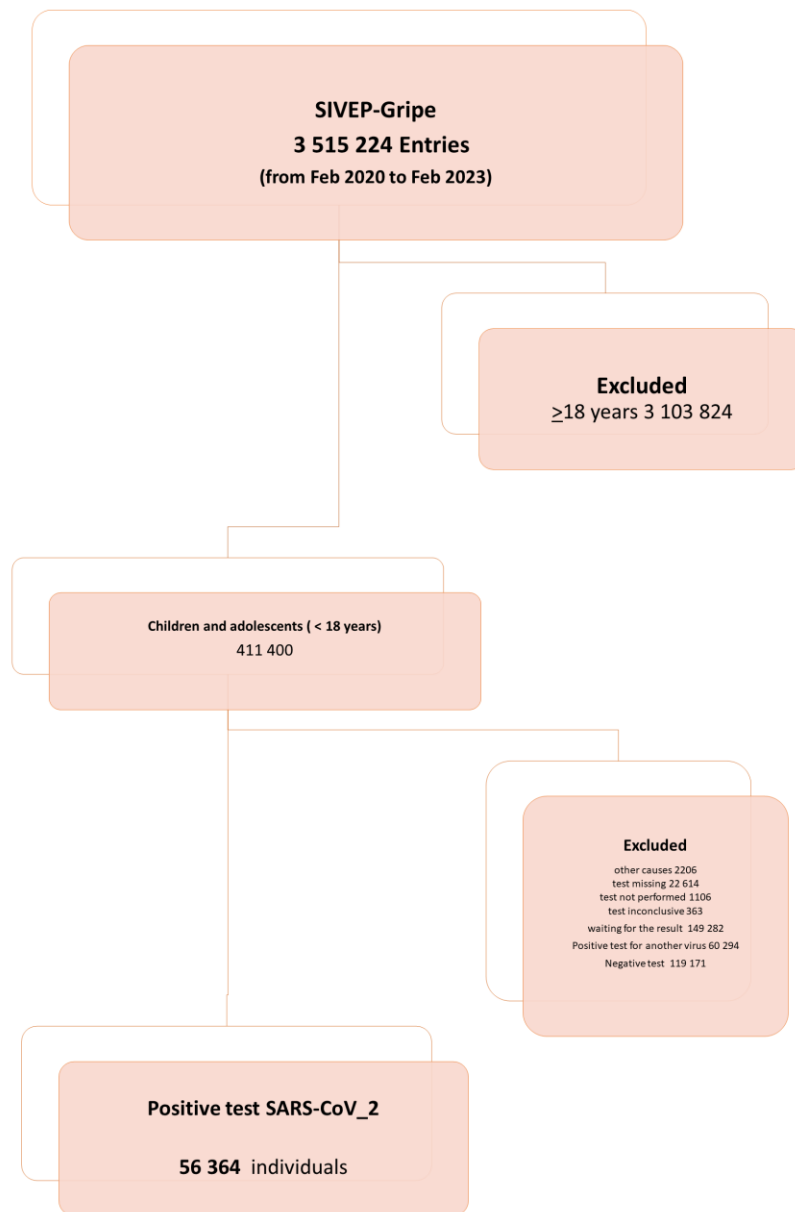 SIVEP-Gripe
3 515 224 Entries
(from Feb 2020 to Feb 2023)
Excluded
≥18 years 3 103 824
Children and adolescents ( < 18 years)
411 400
Excluded
other causes 2206
test missing 22 614
test not performed 1106
test inconclusive 363
waiting for the result 149 282
Positive test for another virus 60 294
Negative test 119 171
Positive test SARS-CoV_2
56 364 individuals